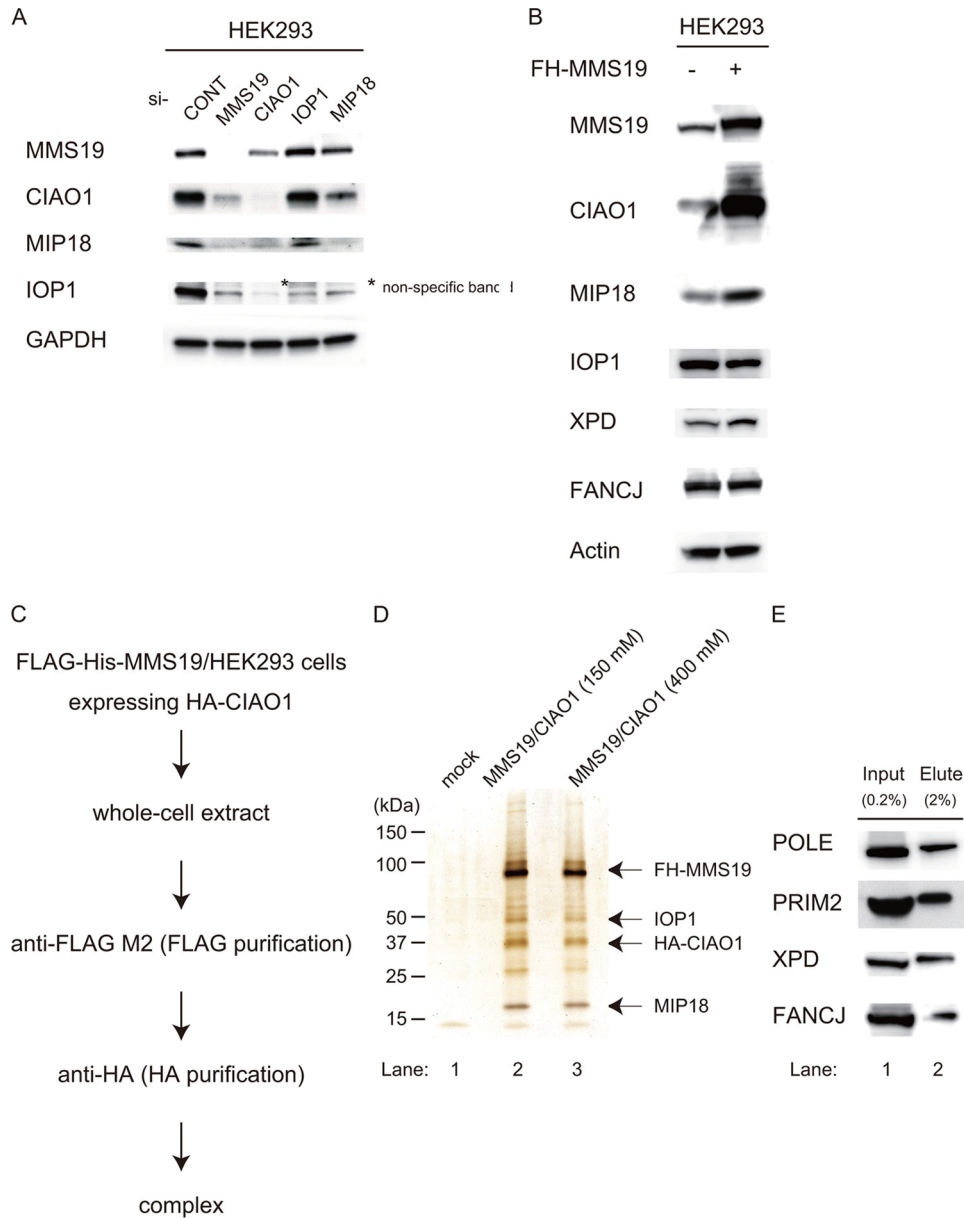 A
HEK293
si-
CONT
MMS19
CIAO1
IOP1
MIP18
MMS19
CIAO1
MIP18
IOP1
*
* non-specific band
GAPDH
B
HEK293
FH-MMS19
- +
MMS19
CIAO1
MIP18
IOP1
XPD
FANCJ
Actin
C
FLAG-His-MMS19/HEK293 cells
expressing HA-CIAO1
whole-cell extract
anti-FLAG M2 (FLAG purification)
anti-HA (HA purification)
complex
D
mock
MMS19/CIAO1 (150 mM)
MMS19/CIAO1 (400 mM)
(kDa)
150
100
50
37
25
15
FH-MMS19
IOP1
HA-CIAO1
MIP18
Lane: 1 2 3
E
Input Elute
(0.2%) (2%)
POLE
PRIM2
XPD
FANCJ
Lane: 1 2